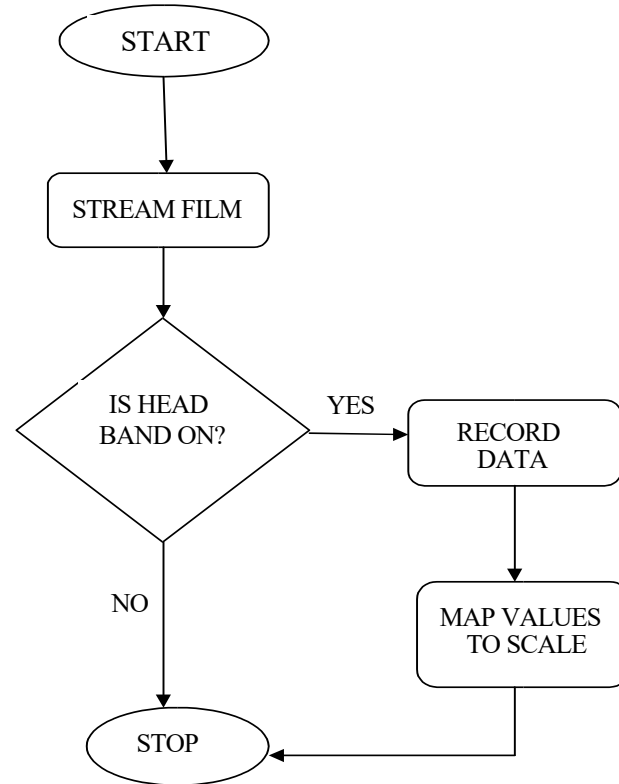 START
STREAM FILM
IS HEAD
BAND ON?
YES
RECORD
DATA
NO
MAP VALUES
TO SCALE
STOP